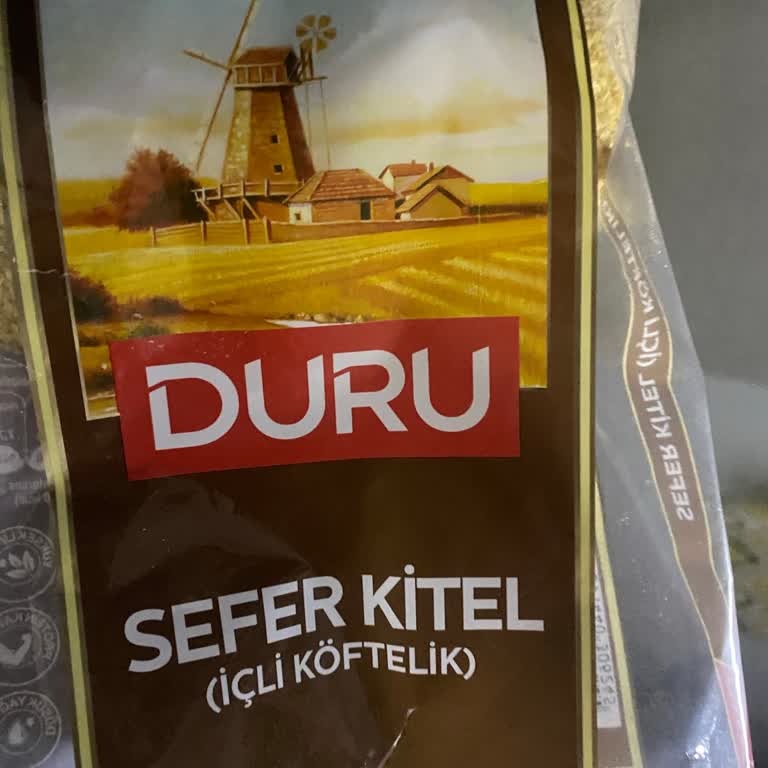 DURU
SEFER KİTEL
(İÇLİ KÖFTELİK)
SEFER KİTEL (İÇLİ KÖFTELİK)